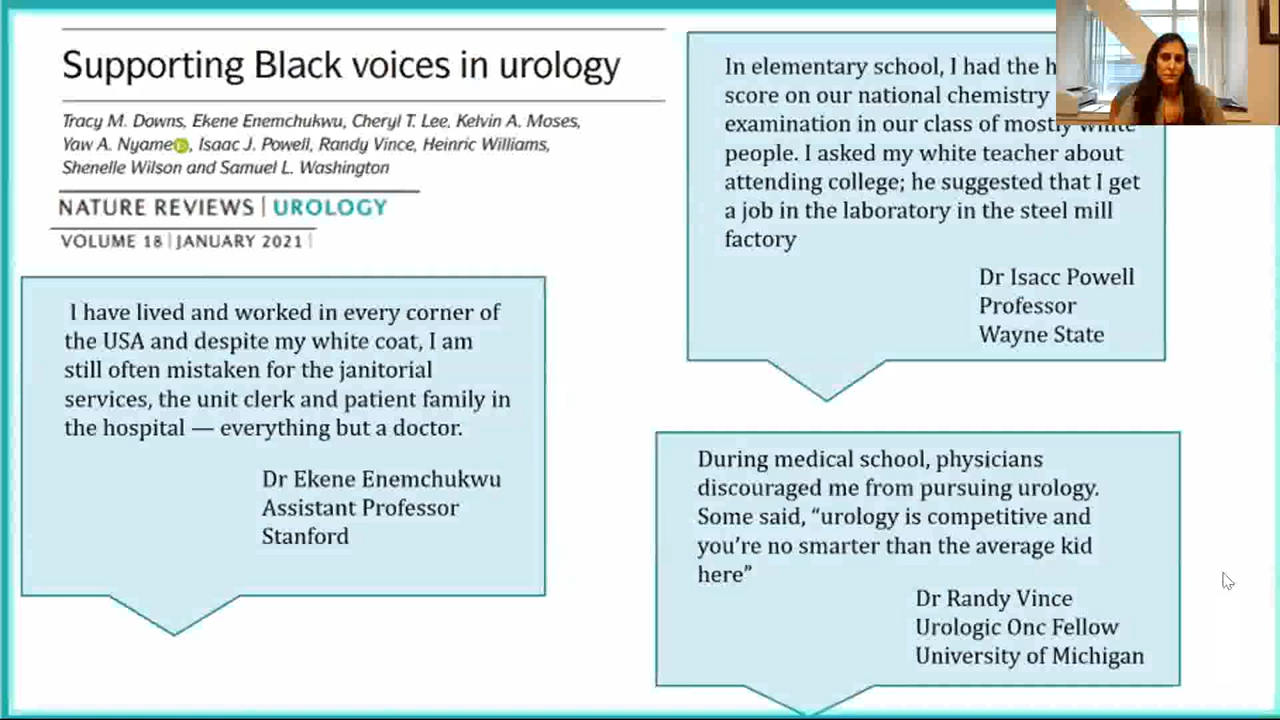 Supporting Black voices in urology
Tracy M. Downs, Ekene Enemchukwu, Cheryl T. Lee, Kelvin A. Moses,
Yaw A. Nyame, Isaac J. Powell, Randy Vince, Heinric Williams,
Shenelle Wilson and Samuel L. Washington
NATURE REVIEWS | UROLOGY
VOLUME 18 | JANUARY 2021 |
I have lived and worked in every corner of
the USA and despite my white coat, I am
still often mistaken for the janitorial
services, the unit clerk and patient family in
the hospital — everything but a doctor.
Dr Ekene Enemchukwu
Assistant Professor
Stanford
In elementary school, I had the
score on our national chemistry
examination in our class of mostly white
people. I asked my white teacher about
attending college; he suggested that I get
a job in the laboratory in the steel mill
factory
Dr Isacc Powell
Professor
Wayne State
During medical school, physicians
discouraged me from pursuing urology.
Some said, “urology is competitive and
you’re no smarter than the average kid
here”
Dr Randy Vince
Urologic Onc Fellow
University of Michigan